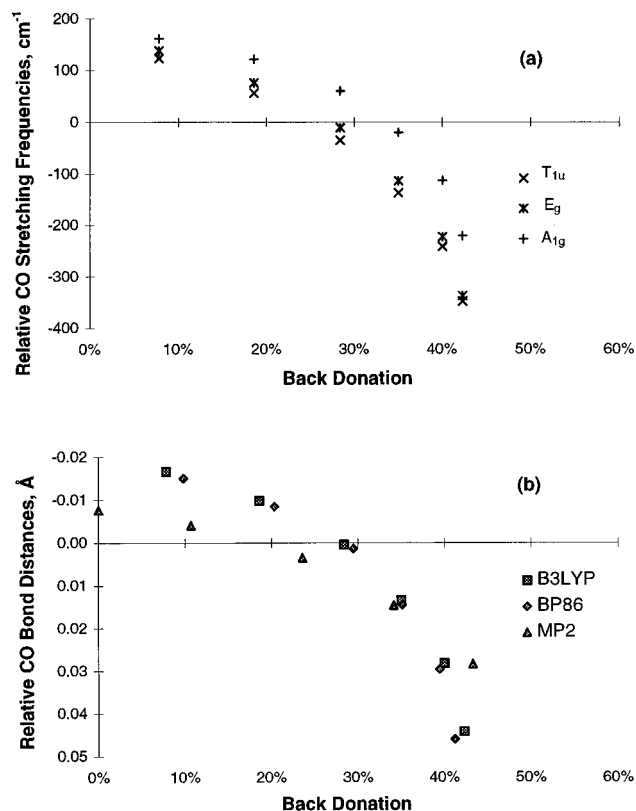 200
100
0
-100
-200
-300
-400
Relative CO Stretching Frequencies, cm-1
(a)
T1u
Eg
A1g
0% 10% 20% 30% 40% 50% 60%
Back Donation
-0.02
-0.01
0.00
0.01
0.02
0.03
0.04
0.05
Relative CO Bond Distances, Å
(b)
B3LYP
BP86
MP2
0% 10% 20% 30% 40% 50% 60%
Back Donation